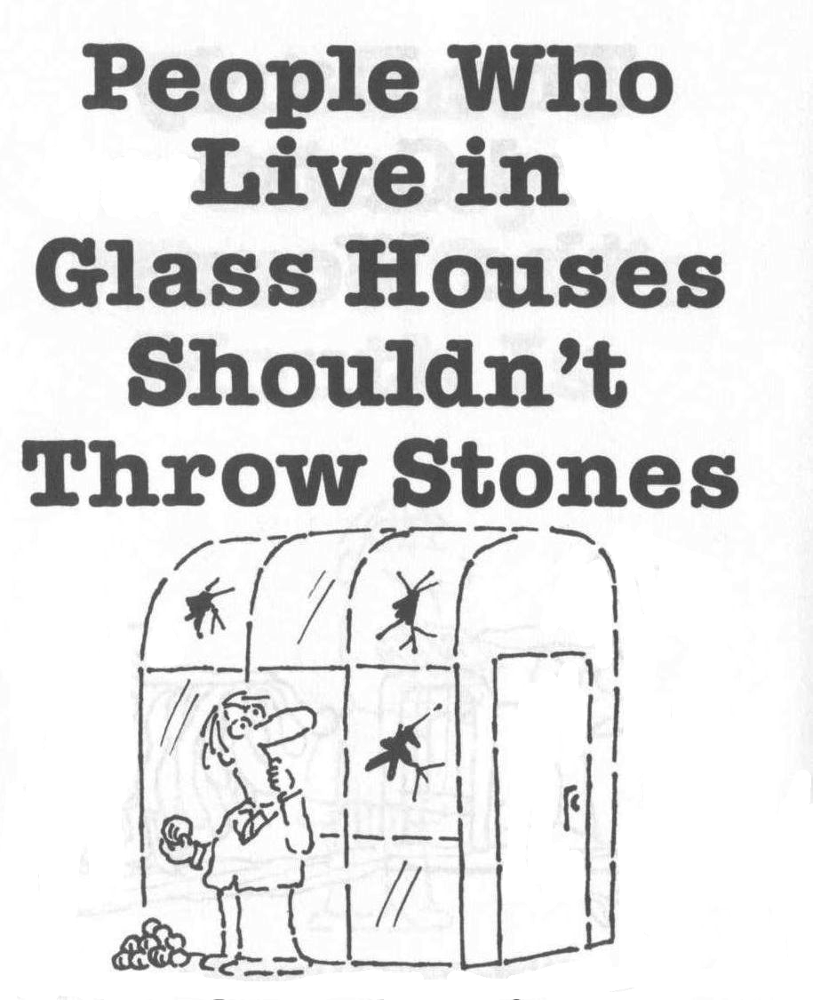 People Who
Live in
Glass Houses
Shouldn't
Throw Stones